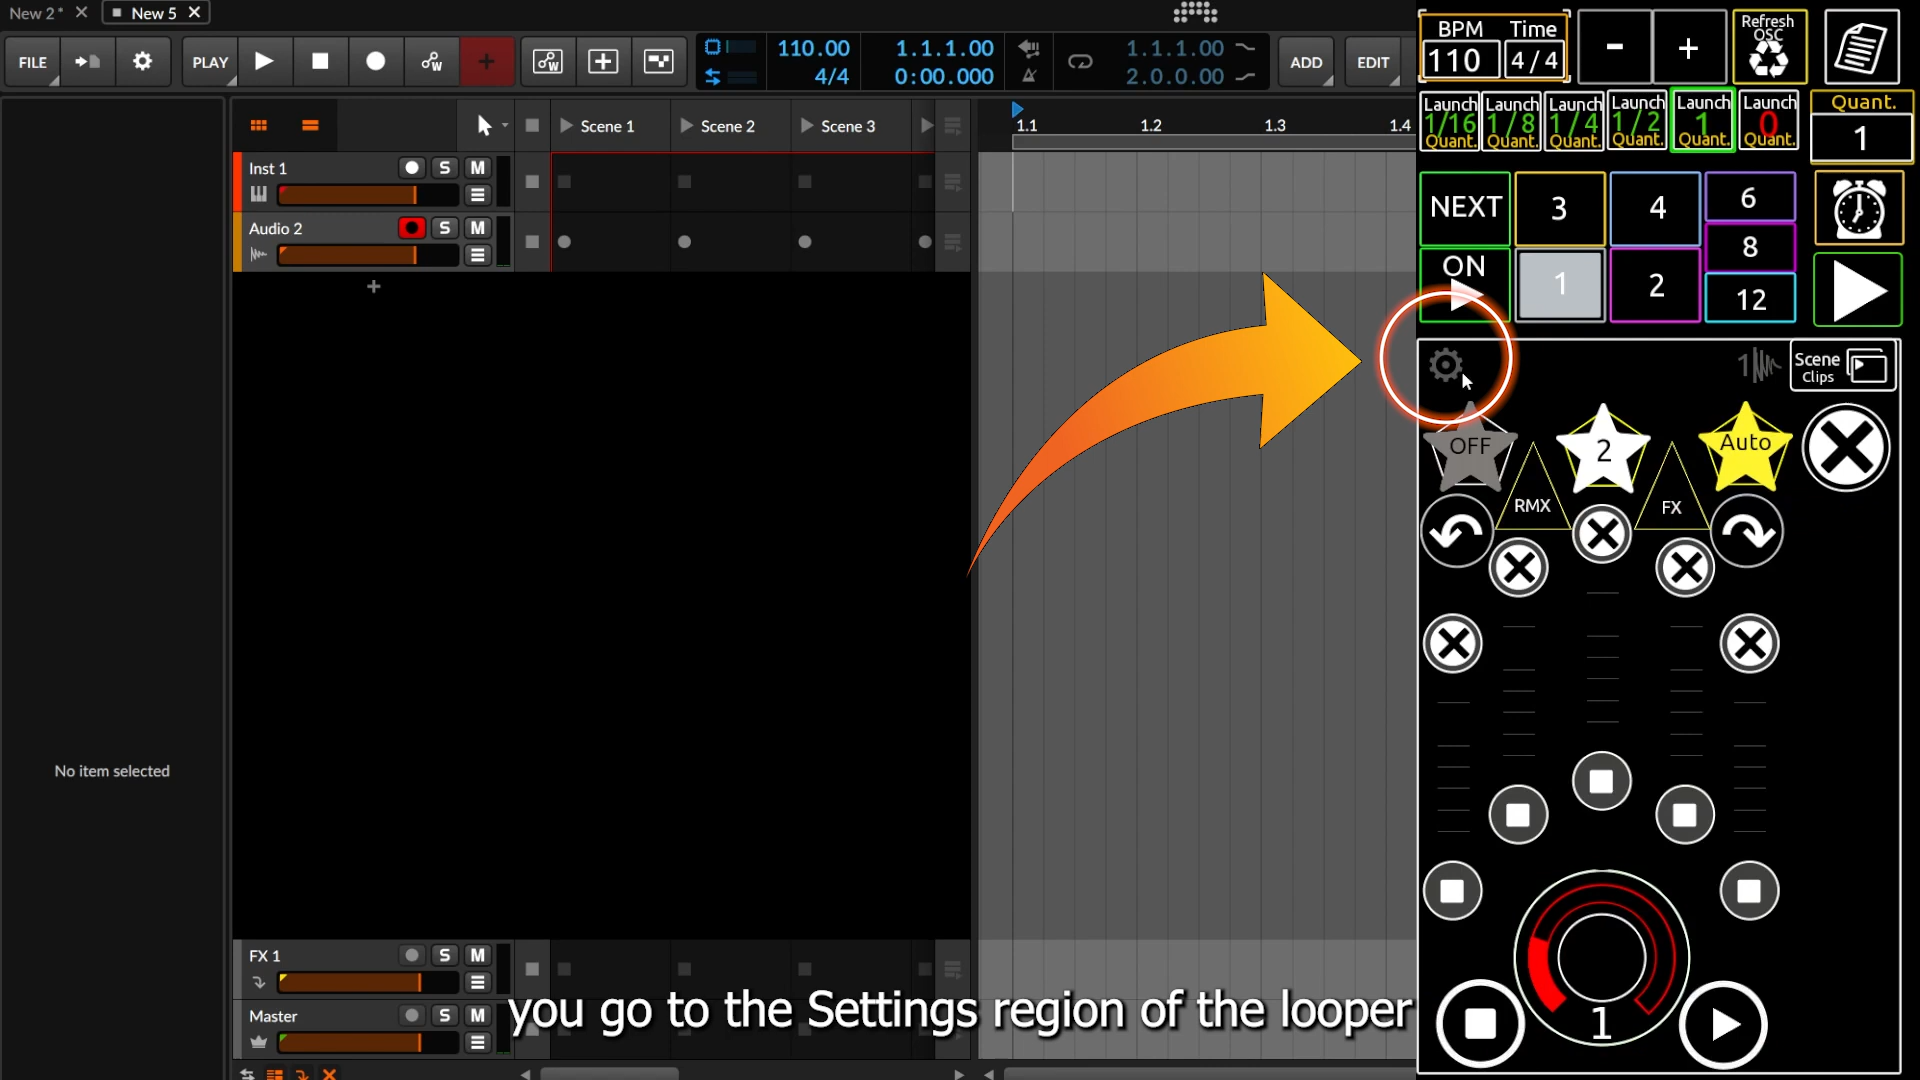 New 2*
New 5
FILE
PLAY
110.00
4/4
1.1.1.00
0:00.000
1.1.1.00
2.0.0.00
ADD
EDIT
BPM
110
Time
4/4
-
+
Refresh
OSC
Launch
1/16
Quant.
Launch
1/8
Quant.
Launch
1/4
Quant.
Launch
1/2
Quant.
Launch
1
Quant.
Launch
0
Quant.
Quant.
1
Scene 1
Scene 2
Scene 3
1.1
1.2
1.3
1.4
Inst 1
S
M
Audio 2
S
M
NEXT
3
4
6
8
ON
1
2
12
1
Scene
Clips
OFF
2
Auto
RMX
FX
No item selected
FX 1
S
M
Master
S
M
you go to the Settings region of the looper
1